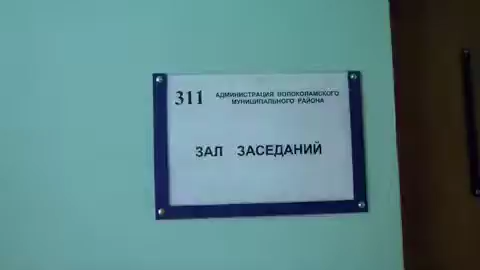 311
АДМИНИСТРАЦИЯ ВОЛОКОЛАМСКОГО
МУНИЦИПАЛЬНОГО РАЙОНА
ЗАЛ ЗАСЕДАНИЙ